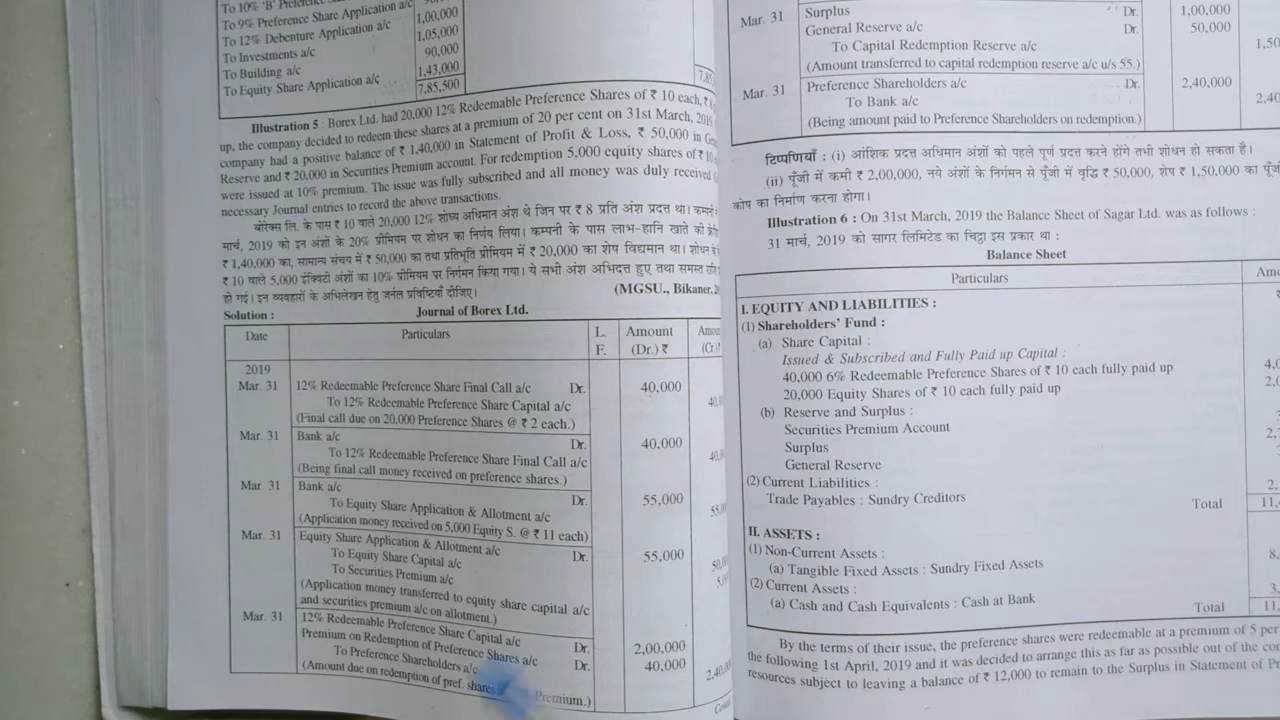 To 10% 'B'
To 9% Preference Share Application a/c 1,00,000
To 12% Debenture Application a/c 1,05,000
To Investments a/c 90,000
To Building a/c 1,43,000
To Equity Share Application a/c 7,85,500
Illustration 5 : Borex Ltd. had 20,000 12% Redeemable Preference Shares of ₹ 10 each,
up, the company decided to redeem these shares at a premium of 20 per cent on 31st March, 2019
company had a positive balance of ₹ 1,40,000 in Statement of Profit & Loss, ₹ 50,000 in
Reserve and ₹ 20,000 in Securities Premium account. For redemption 5,000 equity shares of ₹
were issued at 10% premium. The issue was fully subscribed and all money was duly received
necessary Journal entries to record the above transactions.
बोरेक्स लि. के पास ₹ 10 वाले 20,000 12% शोध्य अधिमान अंश थे जिन पर ₹ 8 प्रति अंश प्रदत्त था।
मार्च, 2019 को इन अंशों के 20% प्रीमियम पर शोधन का निर्णय लिया। कम्पनी के पास लाभ-हानि खाते को
₹ 1,40,000 का, सामान्य संचय में ₹ 50,000 का तथा प्रतिभूति प्रीमियम में ₹ 20,000 का शेष विद्यमान था।
₹ 10 वाले 5,000 इक्विटी अंशों का 10% प्रीमियम पर निर्गमन किया गया। ये सभी अंश अभिदत्त हुए तथा समस्त
हो गई। इन व्यवहारों के अभिलेखन हेतु जर्नल प्रविष्टियाँ दीजिए। (MGSU., Bikaner,
Solution : Journal of Borex Ltd.
Date Particulars L. F. Amount (Dr.) ₹
2019
Mar. 31 12% Redeemable Preference Share Final Call a/c Dr. 40,000
To 12% Redeemable Preference Share Capital a/c
(Final call due on 20,000 Preference Shares @ ₹ 2 each.)
Mar. 31 Bank a/c Dr. 40,000
To 12% Redeemable Preference Share Final Call a/c
(Being final call money received on preference shares.)
Mar. 31 Bank a/c Dr. 55,000
To Equity Share Application & Allotment a/c
(Application money received on 5,000 Equity S. @ ₹ 11 each)
Mar. 31 Equity Share Application & Allotment a/c Dr. 55,000
To Equity Share Capital a/c
To Securities Premium a/c
(Application money transferred to equity share capital a/c
and securities premium a/c on allotment.)
Mar. 31 12% Redeemable Preference Share Capital a/c Dr. 2,00,000
Premium on Redemption of Preference Shares a/c Dr. 40,000
To Preference Shareholders a/c
(Amount due on redemption of pref. shares Premium.)
Mar. 31 Surplus Dr. 1,00,000
General Reserve a/c Dr. 50,000
To Capital Redemption Reserve a/c
(Amount transferred to capital redemption reserve a/c u/s 55.)
Mar. 31 Preference Shareholders a/c Dr. 2,40,000
To Bank a/c
(Being amount paid to Preference Shareholders on redemption.)
टिप्पणियाँ : (i) आंशिक प्रदत्त अधिमान अंशों को पहले पूर्ण प्रदत्त करने होंगे तभी शोधन हो सकता है।
(ii) पूँजी में कमी ₹ 2,00,000, नये अंशों के निर्गमन से पूँजी में वृद्धि ₹ 50,000, शेष ₹ 1,50,000 का
कोष का निर्माण करना होगा।
Illustration 6 : On 31st March, 2019 the Balance Sheet of Sagar Ltd. was as follows :
31 मार्च, 2019 को सागर लिमिटेड का चिट्ठा इस प्रकार था :
Balance Sheet
Particulars
I. EQUITY AND LIABILITIES :
(1) Shareholders' Fund :
(a) Share Capital :
Issued & Subscribed and Fully Paid up Capital :
40,000 6% Redeemable Preference Shares of ₹ 10 each fully paid up
20,000 Equity Shares of ₹ 10 each fully paid up
(b) Reserve and Surplus :
Securities Premium Account
Surplus
General Reserve
(2) Current Liabilities :
Trade Payables : Sundry Creditors
Total
II. ASSETS :
(1) Non-Current Assets :
(a) Tangible Fixed Assets : Sundry Fixed Assets
(2) Current Assets :
(a) Cash and Cash Equivalents : Cash at Bank
Total
By the terms of their issue, the preference shares were redeemable at a premium of 5 per
the following 1st April, 2019 and it was decided to arrange this as far as possible out of the
resources subject to leaving a balance of ₹ 12,000 to remain to the Surplus in Statement of